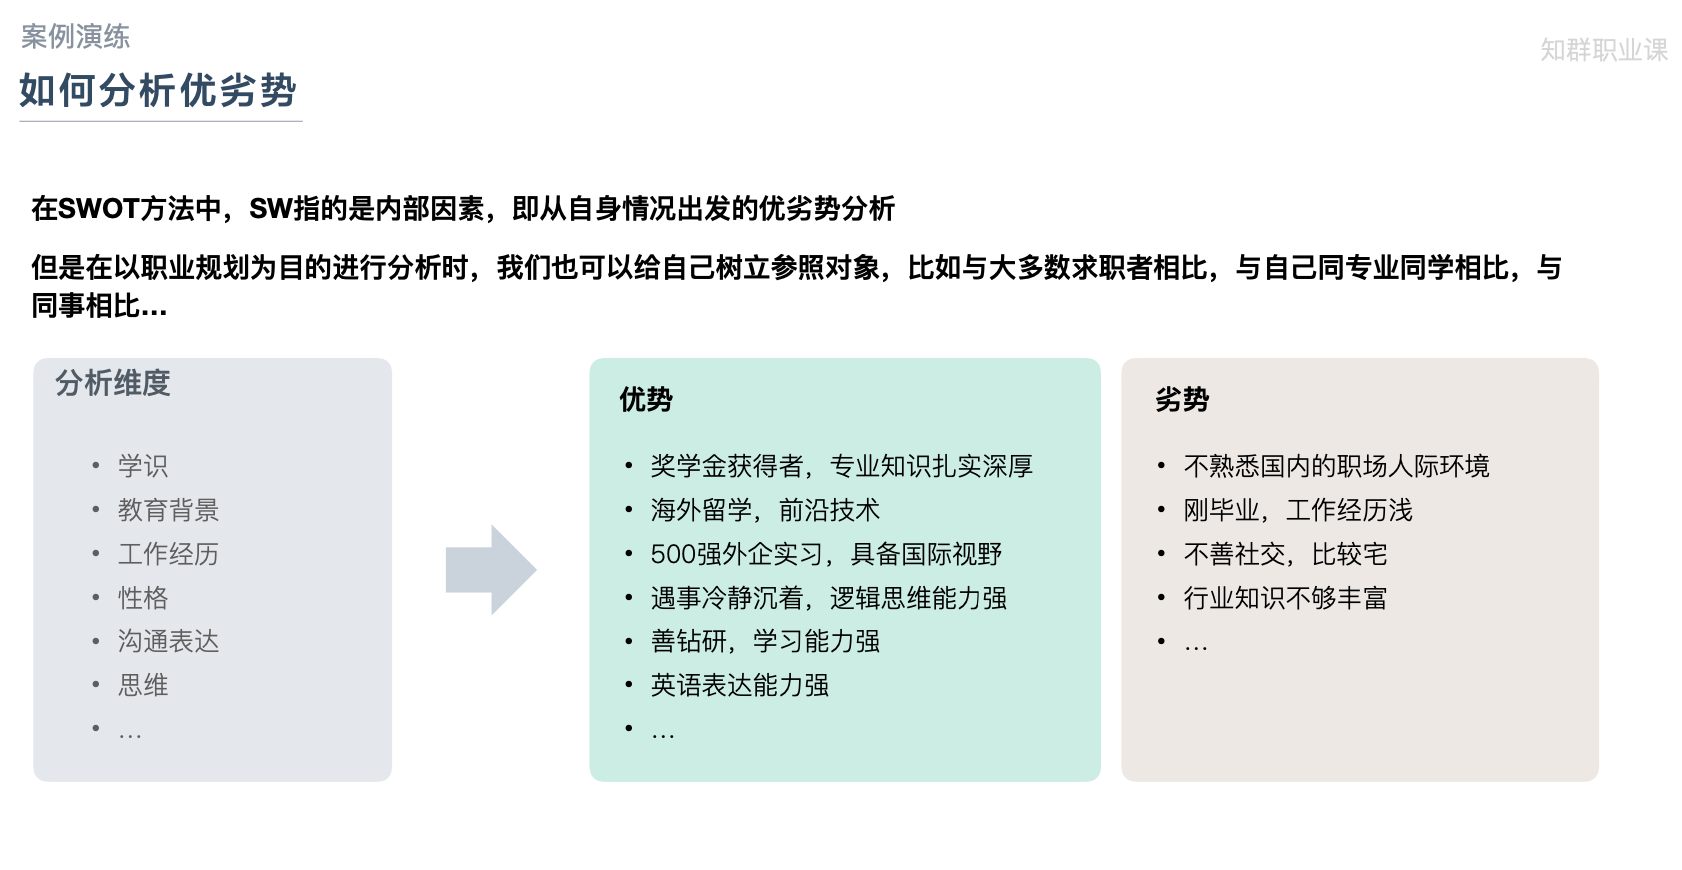 案例演练
知群职业课
如何分析优劣势
在SWOT方法中，SW指的是内部因素，即从自身情况出发的优劣势分析
但是在以职业规划为目的进行分析时，我们也可以给自己树立参照对象，比如与大多数求职者相比，与自己同专业同学相比，与
同事相比...
分析维度
• 学识
• 教育背景
• 工作经历
• 性格
• 沟通表达
• 思维
• ...
优势
• 奖学金获得者，专业知识扎实深厚
• 海外留学，前沿技术
• 500强外企实习，具备国际视野
• 遇事冷静沉着，逻辑思维能力强
• 善钻研，学习能力强
• 英语表达能力强
• ...
劣势
• 不熟悉国内的职场人际环境
• 刚毕业，工作经历浅
• 不善社交，比较宅
• 行业知识不够丰富
• ...